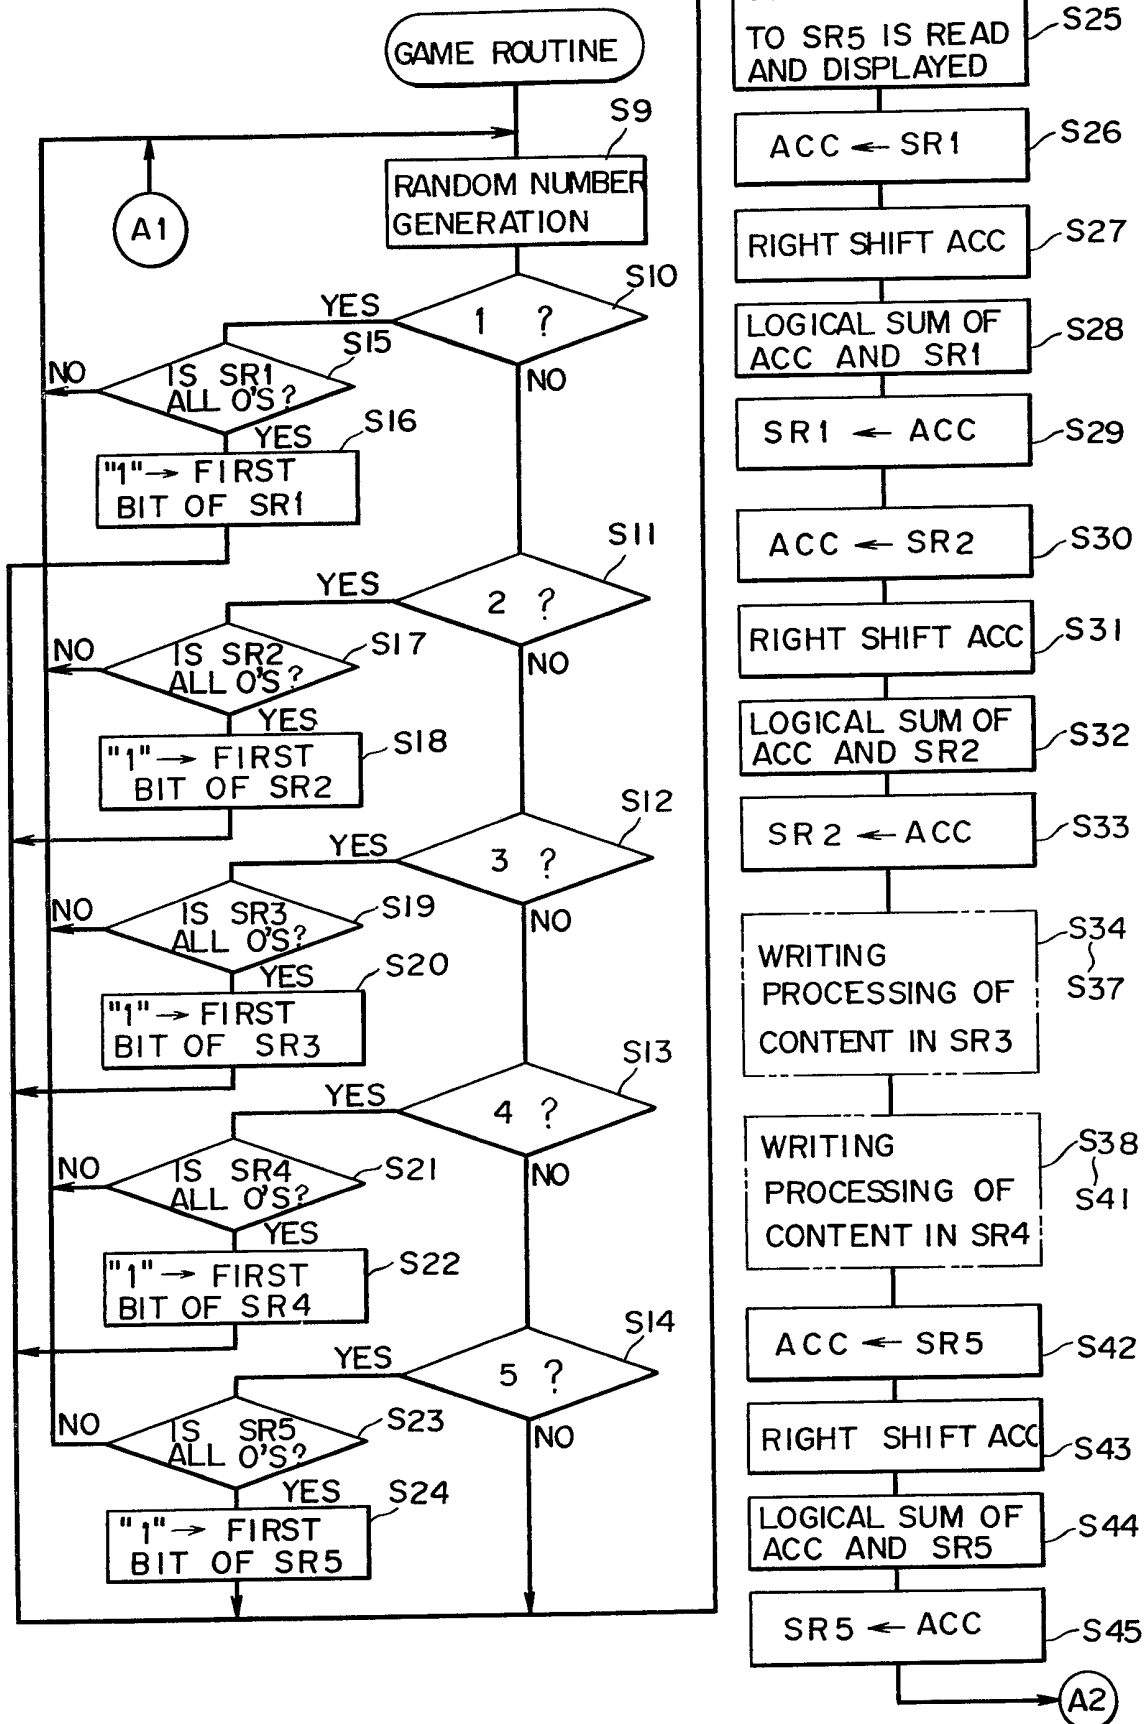 GAME ROUTINE
S9
RANDOM NUMBER
GENERATION
A1
S10
1 ?
YES
NO
S15
IS SR1
ALL O'S?
NO
YES
S16
"1"→ FIRST
BIT OF SR1
S11
2 ?
YES
NO
S17
IS SR2
ALL O'S?
NO
YES
S18
"1"→ FIRST
BIT OF SR2
S12
3 ?
YES
NO
S19
IS SR3
ALL O'S?
NO
YES
S20
"1"→ FIRST
BIT OF SR3
S13
4 ?
YES
NO
S21
IS SR4
ALL O'S?
NO
YES
S22
"1"→ FIRST
BIT OF SR4
S14
5 ?
YES
NO
S23
IS SR5
ALL O'S?
NO
YES
S24
"1"→ FIRST
BIT OF SR5
S25
TO SR5 IS READ
AND DISPLAYED
S26
ACC ← SR1
S27
RIGHT SHIFT ACC
S28
LOGICAL SUM OF
ACC AND SR1
S29
SR1 ← ACC
S30
ACC ← SR2
S31
RIGHT SHIFT ACC
S32
LOGICAL SUM OF
ACC AND SR2
S33
SR2 ← ACC
S34
S37
WRITING
PROCESSING OF
CONTENT IN SR3
S38
S41
WRITING
PROCESSING OF
CONTENT IN SR4
S42
ACC ← SR5
S43
RIGHT SHIFT ACC
S44
LOGICAL SUM OF
ACC AND SR5
S45
SR5 ← ACC
A2